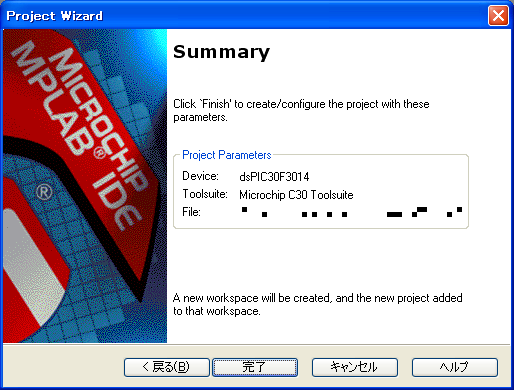 Project Wizard
MICROCHIP
MPLAB® IDE
®
Summary
Click `Finish' to create/configure the project with these
parameters.
Project Parameters
Device: dsPIC30F3014
Toolsuite: Microchip C30 Toolsuite
File:
A new workspace will be created, and the new project added
to that workspace.
< 戻る(B)
完了
キャンセル
ヘルプ